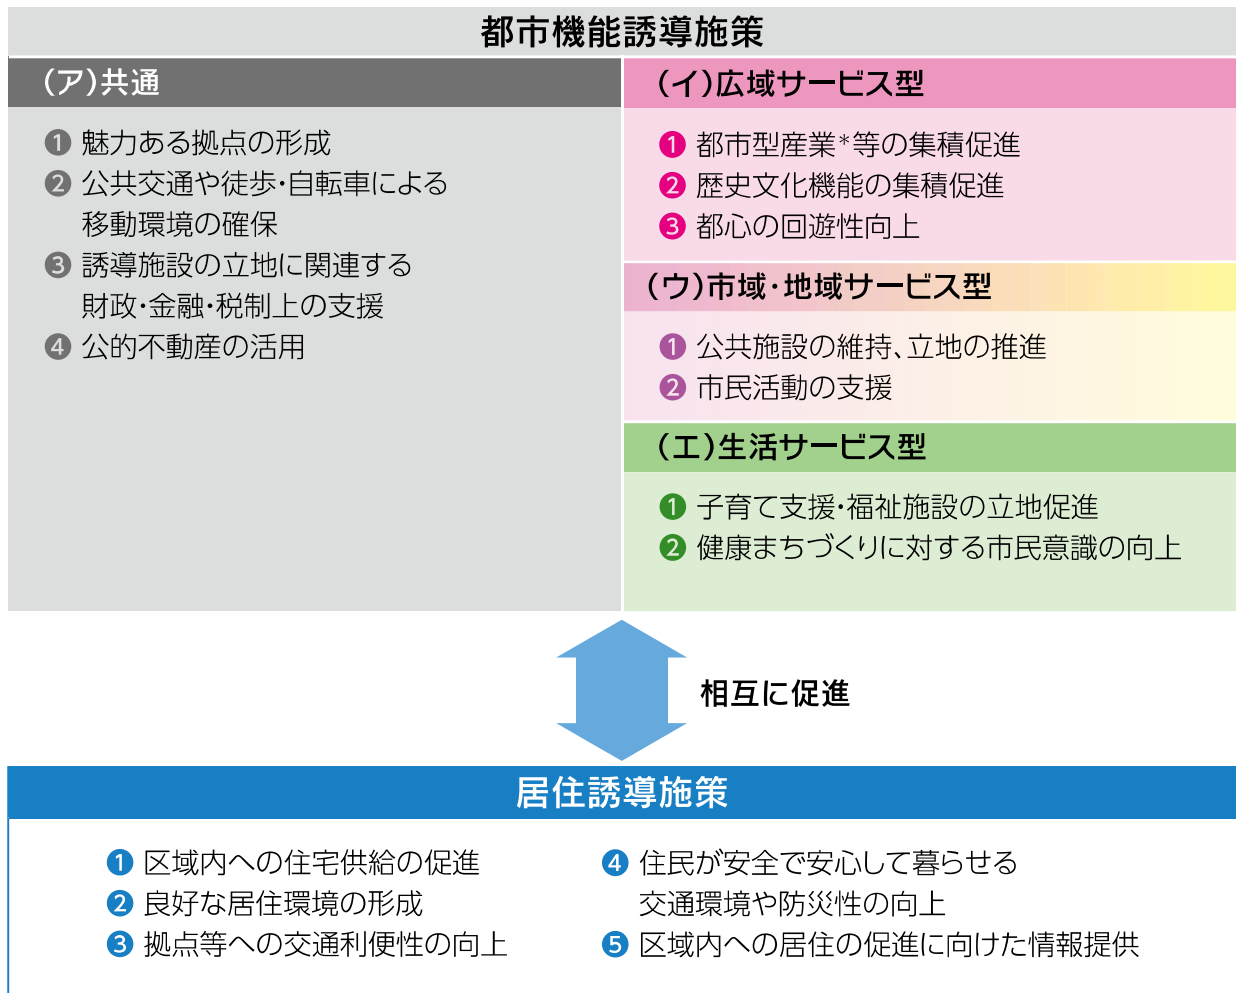 都市機能誘導施策
（ア）共通
❶ 魅力ある拠点の形成
❷ 公共交通や徒歩・自転車による
移動環境の確保
❸ 誘導施設の立地に関連する
財政・金融・税制上の支援
❹ 公的不動産の活用
（イ）広域サービス型
❶ 都市型産業*等の集積促進
❷ 歴史文化機能の集積促進
❸ 都心の回遊性向上
（ウ）市域・地域サービス型
❶ 公共施設の維持、立地の推進
❷ 市民活動の支援
（エ）生活サービス型
❶ 子育て支援・福祉施設の立地促進
❷ 健康まちづくりに対する市民意識の向上
相互に促進
居住誘導施策
❶ 区域内への住宅供給の促進
❷ 良好な居住環境の形成
❸ 拠点等への交通利便性の向上
❹ 住民が安全で安心して暮らせる
交通環境や防災性の向上
❺ 区域内への居住の促進に向けた情報提供